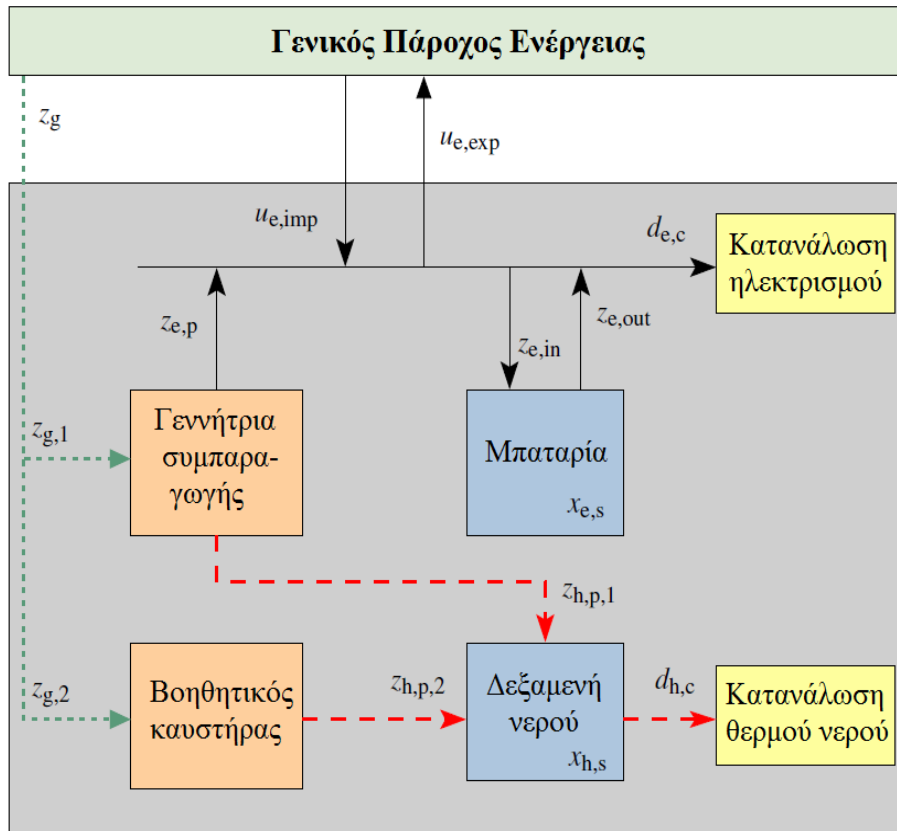 Γενικός Πάροχος Ενέργειας
z_g
u_e,exp
u_e,imp
d_e,c
Κατανάλωση
ηλεκτρισμού
z_e,p
z_e,out
z_e,in
Γεννήτρια
συμπαρα-
γωγής
z_g,1
Μπαταρία
x_e,s
z_h,p,1
z_g,2
Βοηθητικός
καυστήρας
z_h,p,2
Δεξαμενή
νερού
x_h,s
d_h,c
Κατανάλωση
θερμού νερού